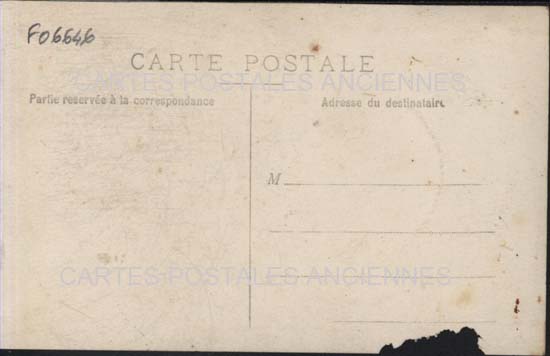 F06646
CARTE POSTALE
CARTES POSTALES ANCIENNES
Partie reservée à la correspondance
Adresse du destinataire
M
CARTES-POSTALES ANCIENNES